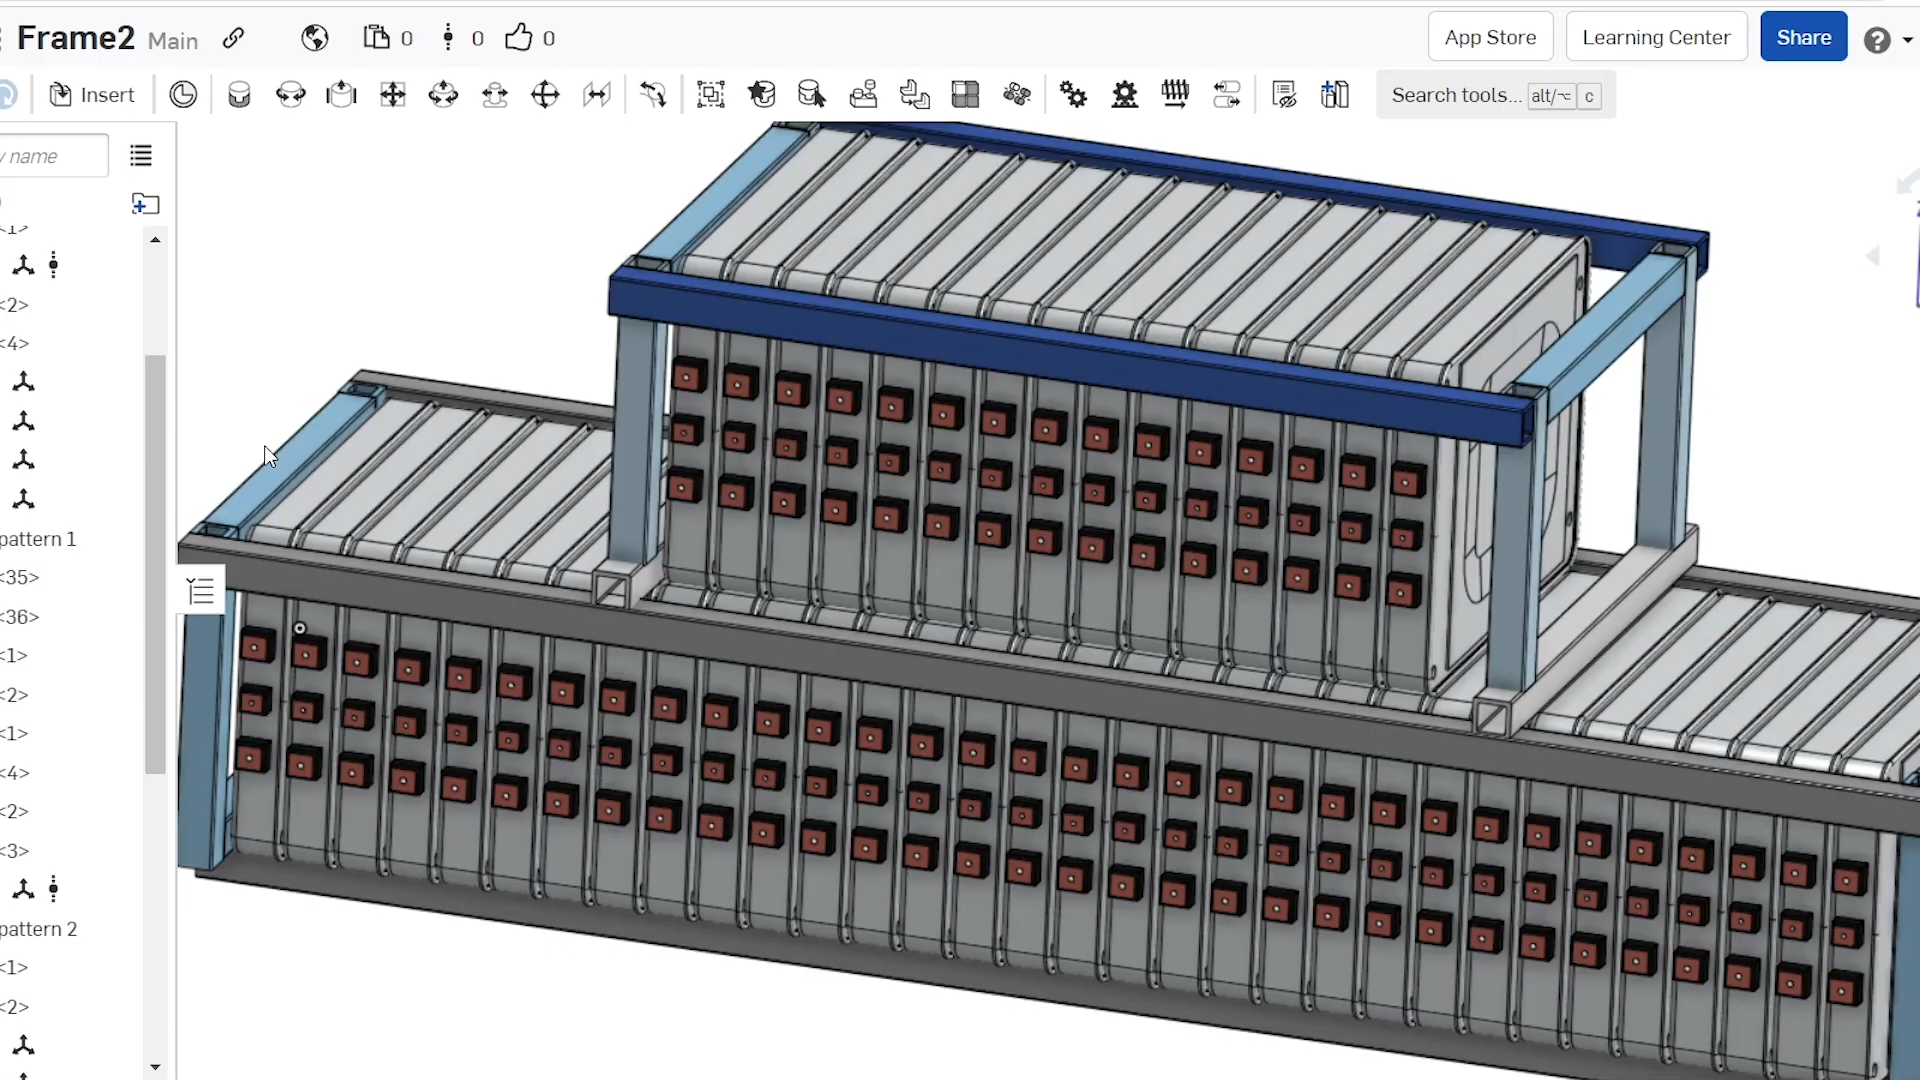 Frame2 Main 0 0 0 App Store Learning Center Share
Insert Search tools... alt/⌥ c
y name
<1>
<2>
<4>
pattern 1
<35>
<36>
<1>
<2>
<1>
<4>
<2>
<3>
pattern 2
<1>
<2>